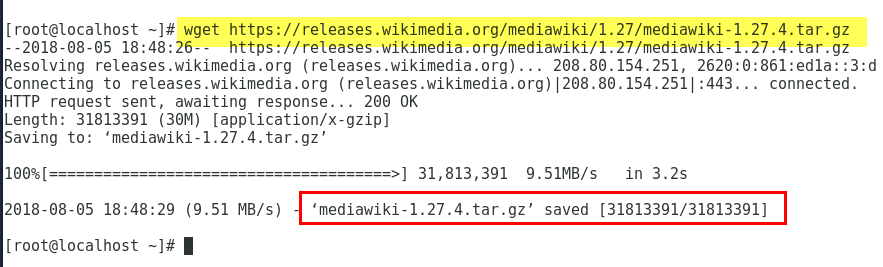 [root@localhost ~]# wget https://releases.wikimedia.org/mediawiki/1.27/mediawiki-1.27.4.tar.gz
--2018-08-05 18:48:26--  https://releases.wikimedia.org/mediawiki/1.27/mediawiki-1.27.4.tar.gz
Resolving releases.wikimedia.org (releases.wikimedia.org)... 208.80.154.251, 2620:0:861:ed1a::3:d
Connecting to releases.wikimedia.org (releases.wikimedia.org)|208.80.154.251|:443... connected.
HTTP request sent, awaiting response... 200 OK
Length: 31813391 (30M) [application/x-gzip]
Saving to: ‘mediawiki-1.27.4.tar.gz’
100%[======================================>] 31,813,391  9.51MB/s   in 3.2s
2018-08-05 18:48:29 (9.51 MB/s) - ‘mediawiki-1.27.4.tar.gz’ saved [31813391/31813391]
[root@localhost ~]#